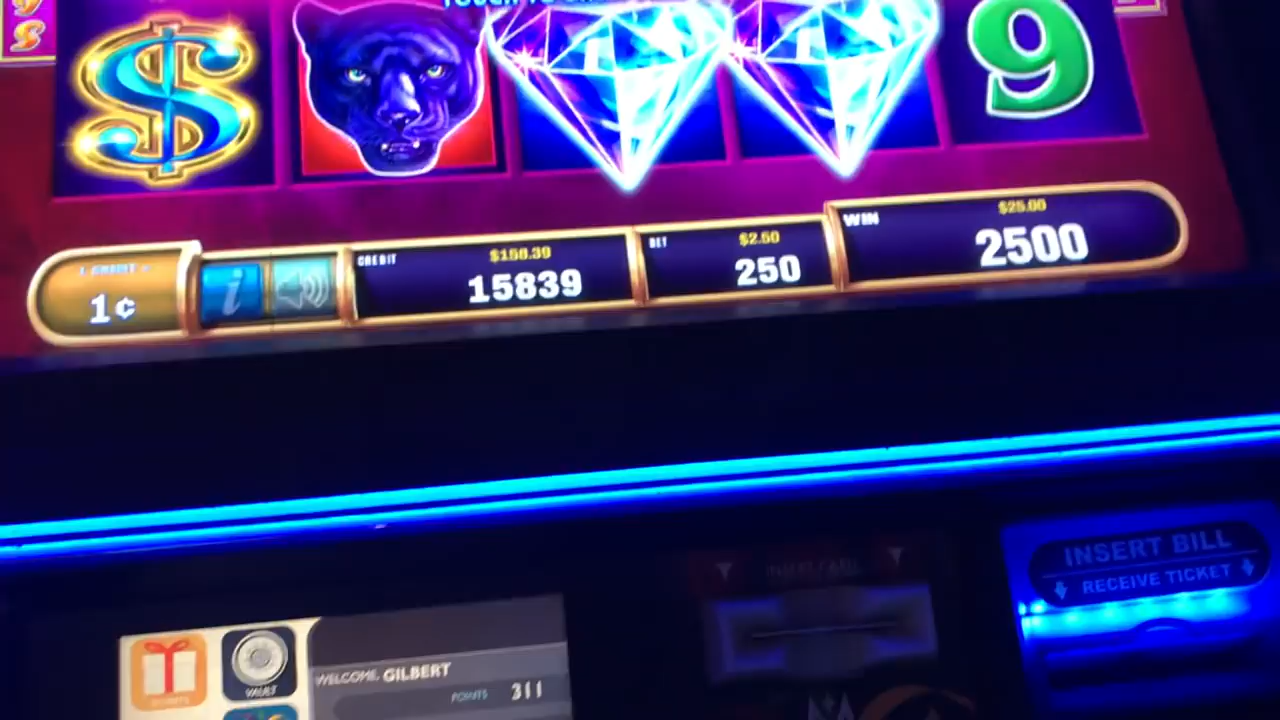 9
1¢
CREDIT
$158.39
15839
BET
$2.50
250
WIN
$25.00
2500
INSERT BILL
RECEIVE TICKET
VAULT
WELCOME, GILBERT
POINTS 311